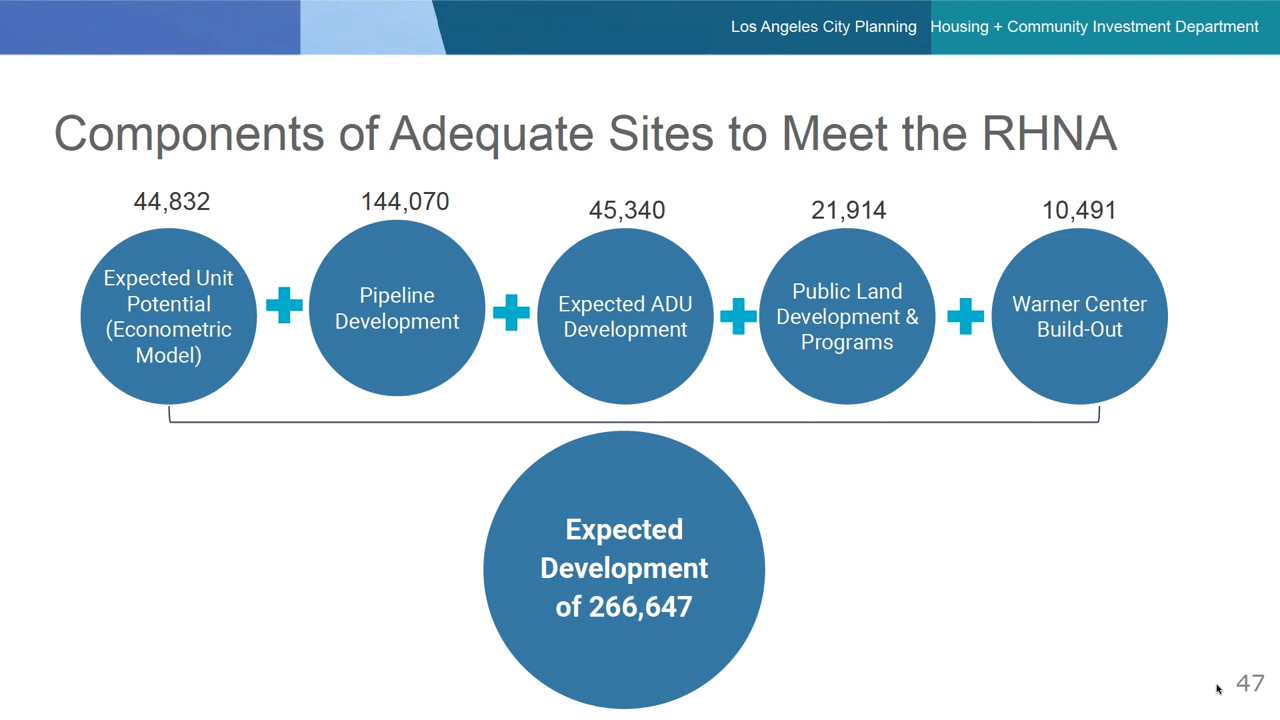 Los Angeles City Planning Housing + Community Investment Department
Components of Adequate Sites to Meet the RHNA
44,832
144,070
45,340
21,914
10,491
Expected Unit
Potential
(Econometric
Model)
Pipeline
Development
Expected ADU
Development
Public Land
Development &
Programs
Warner Center
Build-Out
Expected
Development
of 266,647
47